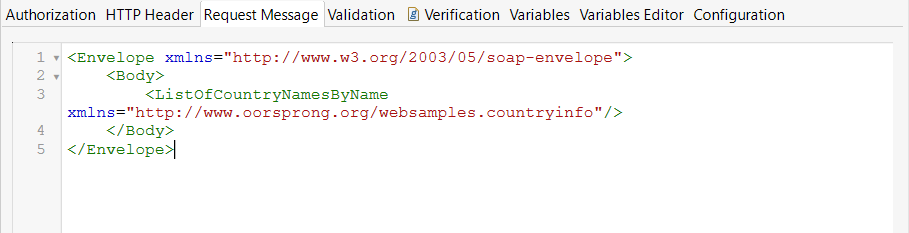 Authorization HTTP Header Request Message Validation Verification Variables Variables Editor Configuration
1 <Envelope xmlns="http://www.w3.org/2003/05/soap-envelope">
2 <Body>
3 <ListOfCountryNamesByName
xmlns="http://www.oorsprong.org/websamples.countryinfo"/>
4 </Body>
5 </Envelope>